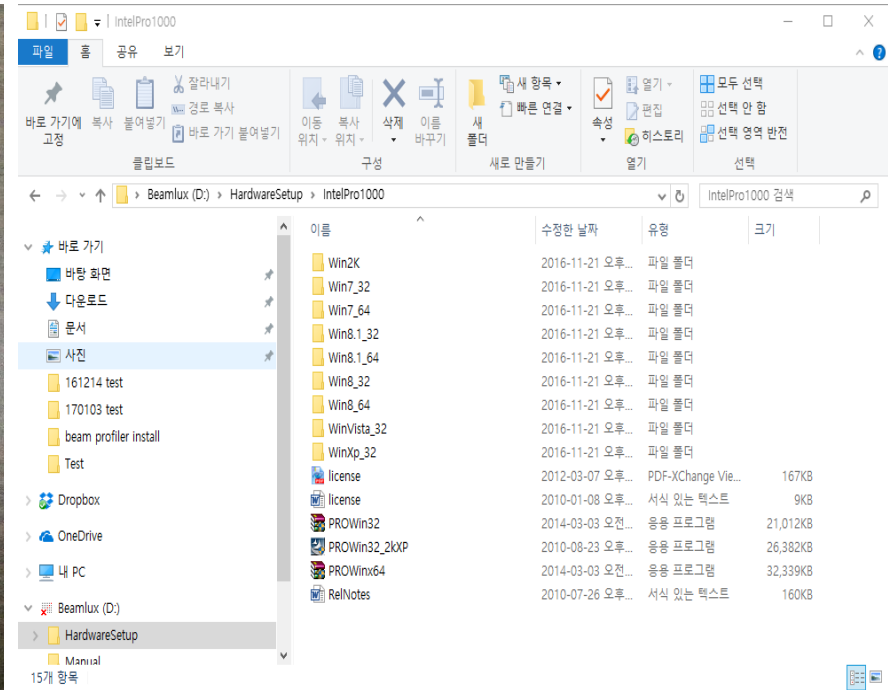 IntelPro1000
파일 홈 공유 보기
바로 가기에 고정
복사
붙여넣기
잘라내기
경로 복사
바로 가기 붙여넣기
클립보드
이동 위치
복사 위치
삭제
이름 바꾸기
구성
새 폴더
새 항목
빠른 연결
새로 만들기
속성
열기
편집
히스토리
열기
모두 선택
선택 안 함
선택 영역 반전
선택
Beamlux (D:) > HardwareSetup > IntelPro1000
IntelPro1000 검색
바로 가기
바탕 화면
다운로드
문서
사진
161214 test
170103 test
beam profiler install
Test
Dropbox
OneDrive
내 PC
Beamlux (D:)
HardwareSetup
Manual
이름 수정한 날짜 유형 크기
Win2K 2016-11-21 오후... 파일 폴더
Win7_32 2016-11-21 오후... 파일 폴더
Win7_64 2016-11-21 오후... 파일 폴더
Win8.1_32 2016-11-21 오후... 파일 폴더
Win8.1_64 2016-11-21 오후... 파일 폴더
Win8_32 2016-11-21 오후... 파일 폴더
Win8_64 2016-11-21 오후... 파일 폴더
WinVista_32 2016-11-21 오후... 파일 폴더
WinXp_32 2016-11-21 오후... 파일 폴더
license 2012-03-07 오후... PDF-XChange Vie... 167KB
license 2010-01-08 오후... 서식 있는 텍스트 9KB
PROWin32 2014-03-03 오전... 응용 프로그램 21,012KB
PROWin32_2kXP 2010-08-23 오후... 응용 프로그램 26,382KB
PROWinx64 2014-03-03 오전... 응용 프로그램 32,339KB
RelNotes 2010-07-26 오후... 서식 있는 텍스트 160KB
15개 항목